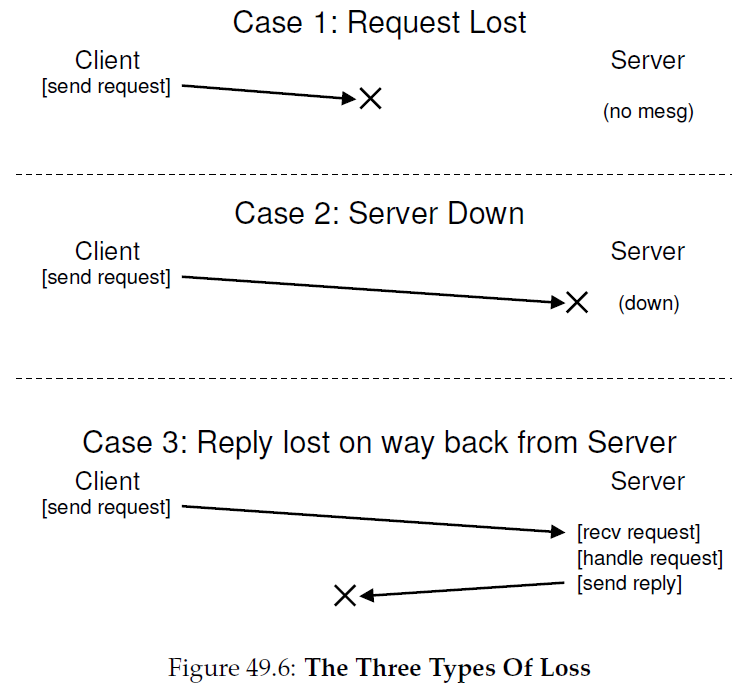 Case 1: Request Lost
Client
Server
[send request]
(no mesg)
Case 2: Server Down
Client
Server
[send request]
(down)
Case 3: Reply lost on way back from Server
Client
Server
[send request]
[recv request]
[handle request]
[send reply]
Figure 49.6: The Three Types Of Loss